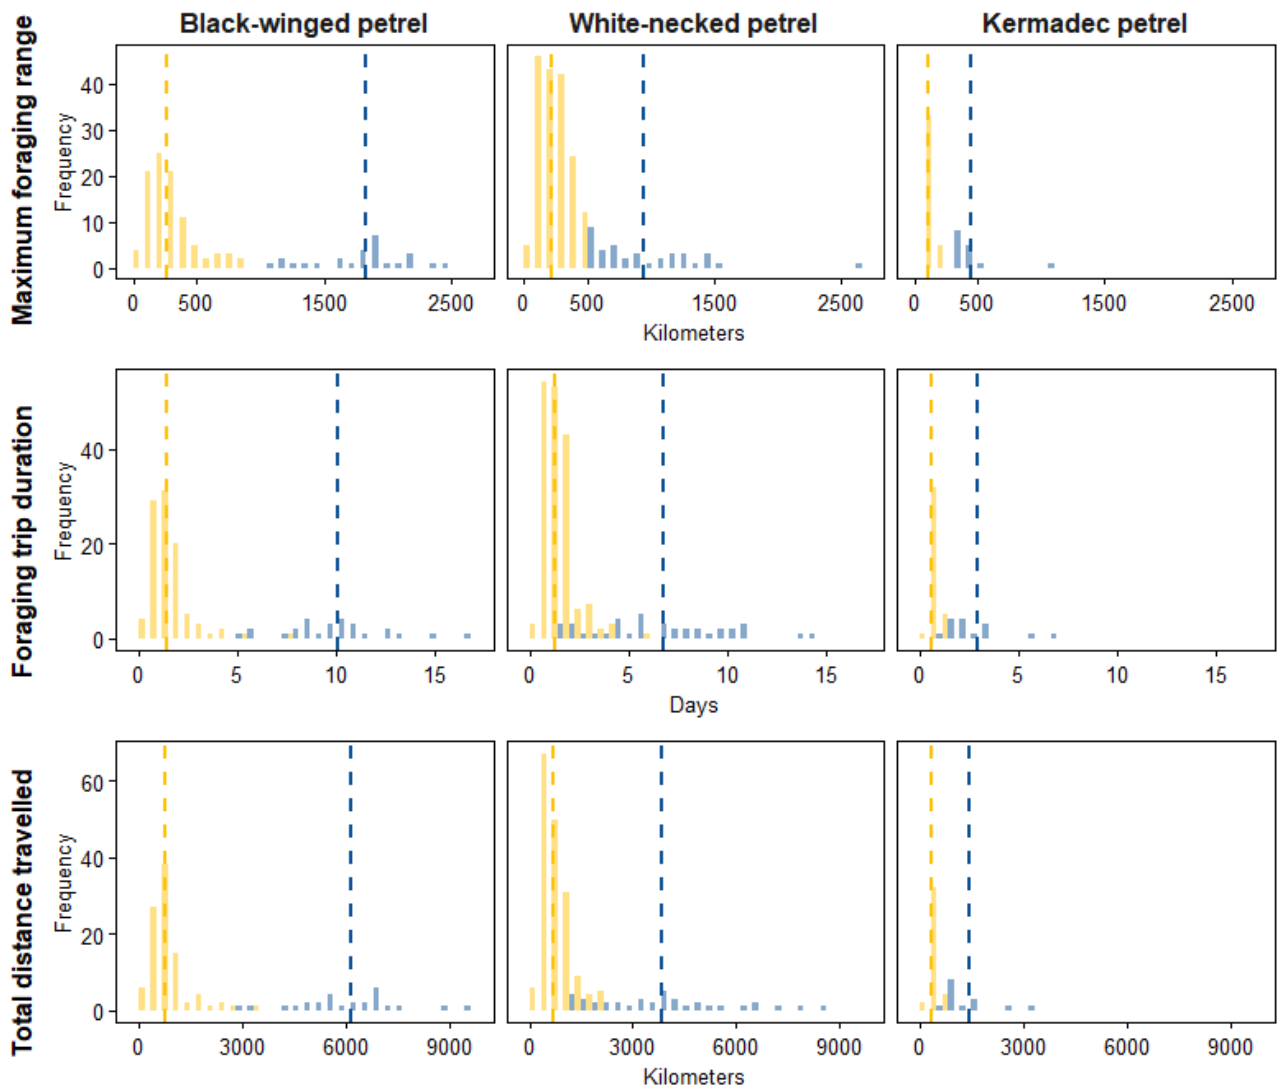 Black-winged petrel White-necked petrel Kermadec petrel
Maximum foraging range
Frequency
40
30
20
10
0
0 500 1500 2500 0 500 1500 2500 0 500 1500 2500
Kilometers
Foraging trip duration
Frequency
40
20
0
0 5 10 15 0 5 10 15 0 5 10 15
Days
Total distance travelled
Frequency
60
40
20
0
0 3000 6000 9000 0 3000 6000 9000 0 3000 6000 9000
Kilometers